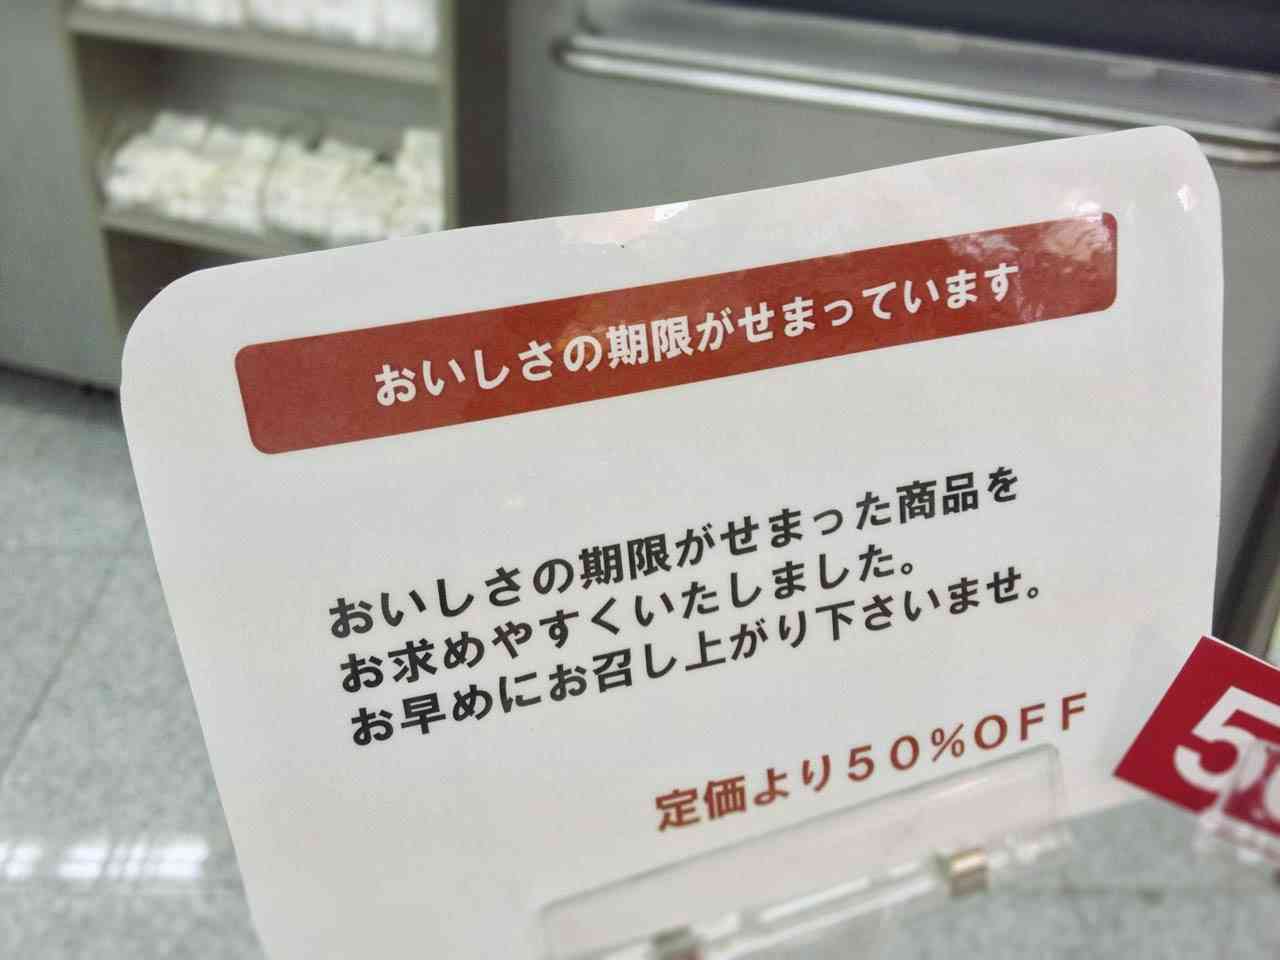 おいしさの期限がせまっています
おいしさの期限がせまった商品を
お求めやすくいたしました。
お早めにお召し上がり下さいませ。
定価より５０％ＯＦＦ